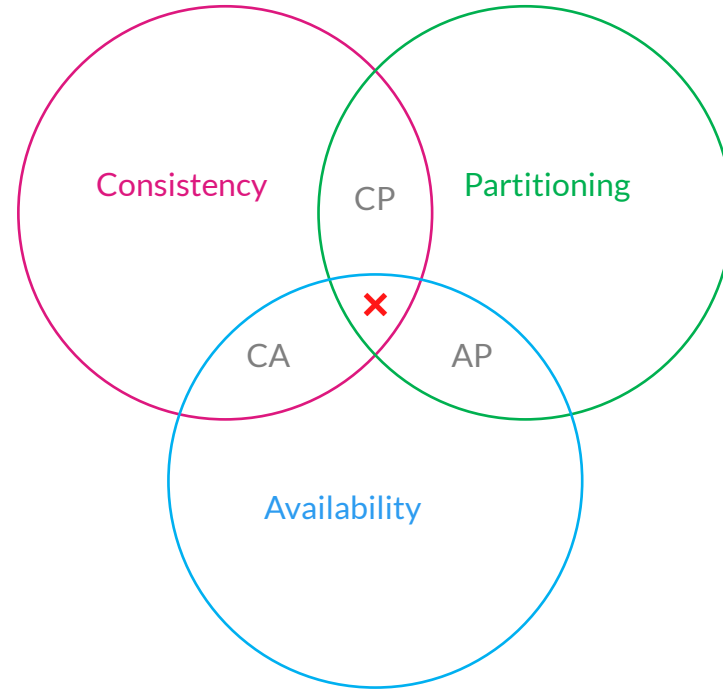 Consistency
Partitioning
CP
CA
AP
Availability